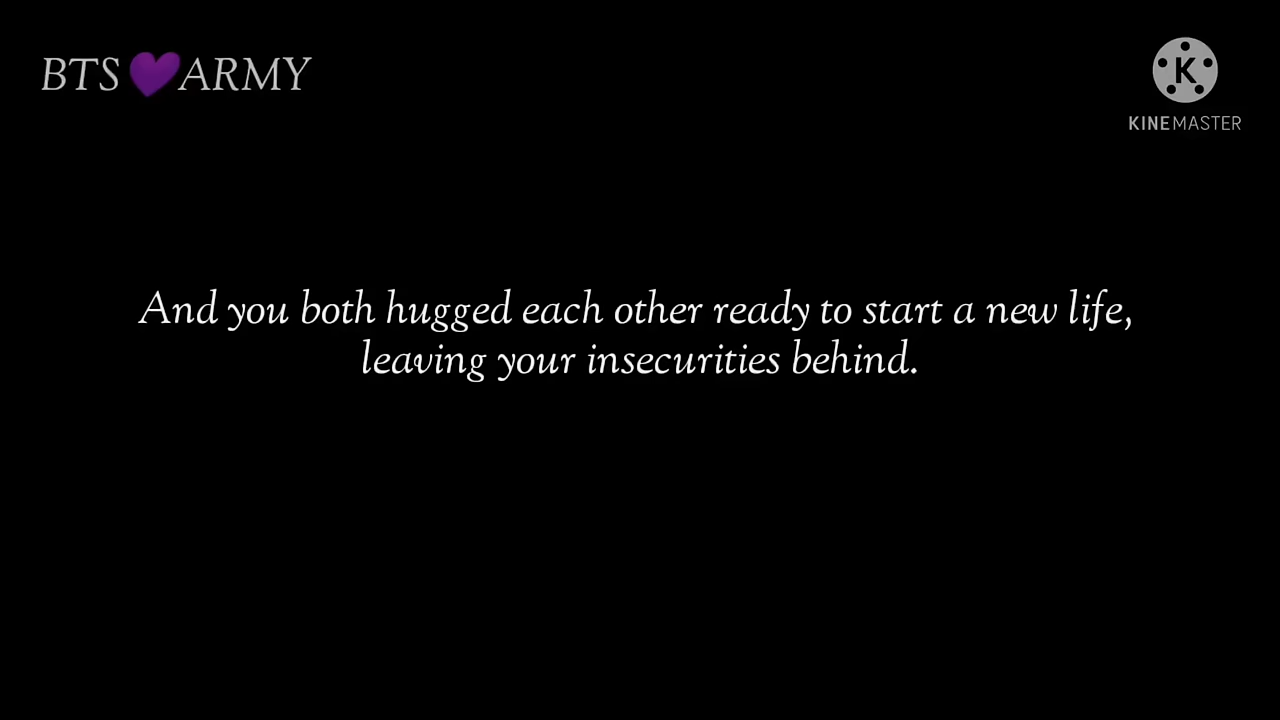 BTS💜ARMY
K
KINEMASTER
And you both hugged each other ready to start a new life,
leaving your insecurities behind.